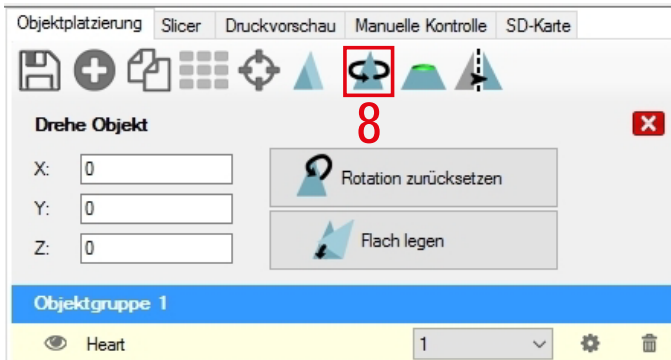 Objektplatzierung Slicer Druckvorschau Manuelle Kontrolle SD-Karte
8
Drehe Objekt
X: 0
Rotation zurücksetzen
Y: 0
Z: 0
Flach legen
Objektgruppe 1
Heart 1